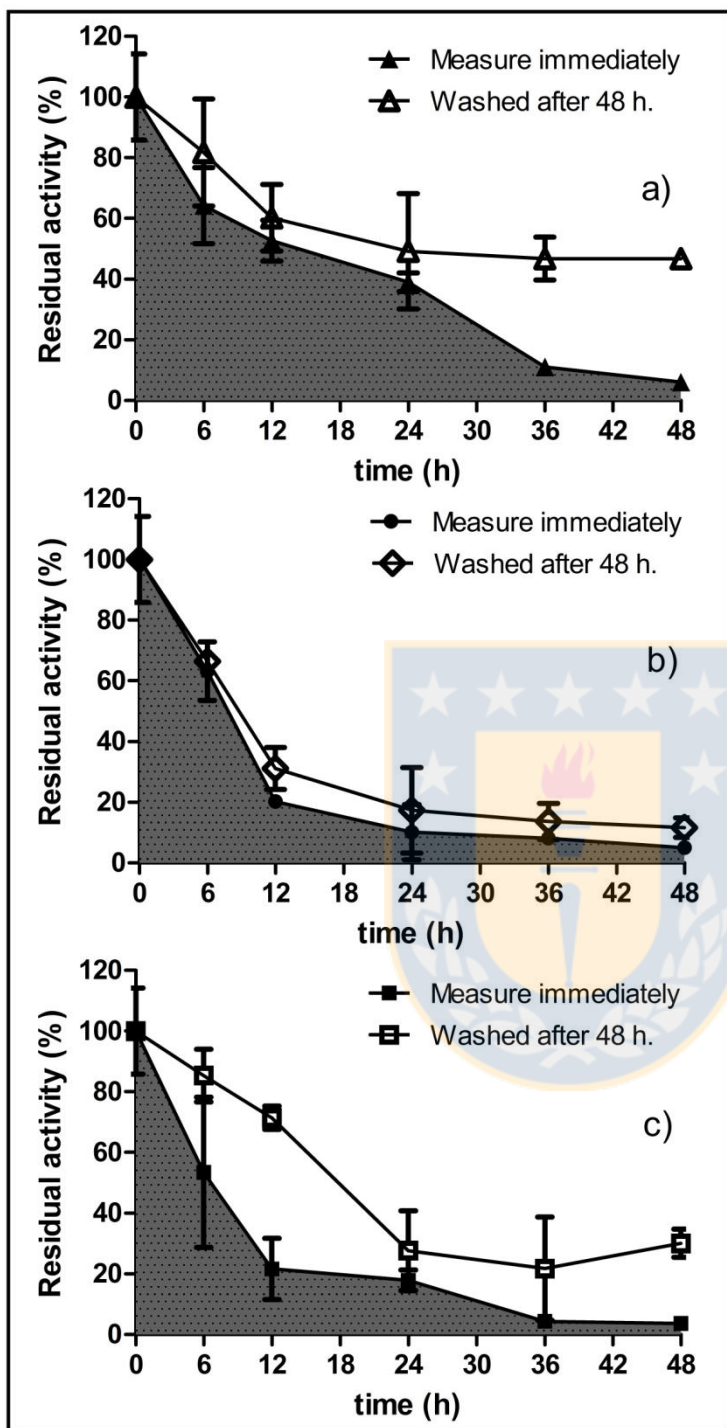 120
100
80
60
40
20
0
Residual activity (%)
Measure immediately
Washed after 48 h.
a)
0 6 12 18 24 30 36 42 48
time (h)
120
100
80
60
40
20
0
Residual activity (%)
Measure immediately
Washed after 48 h.
b)
0 6 12 18 24 30 36 42 48
time (h)
120
100
80
60
40
20
0
Residual activity (%)
Measure immediately
Washed after 48 h.
c)
0 6 12 18 24 30 36 42 48
time (h)